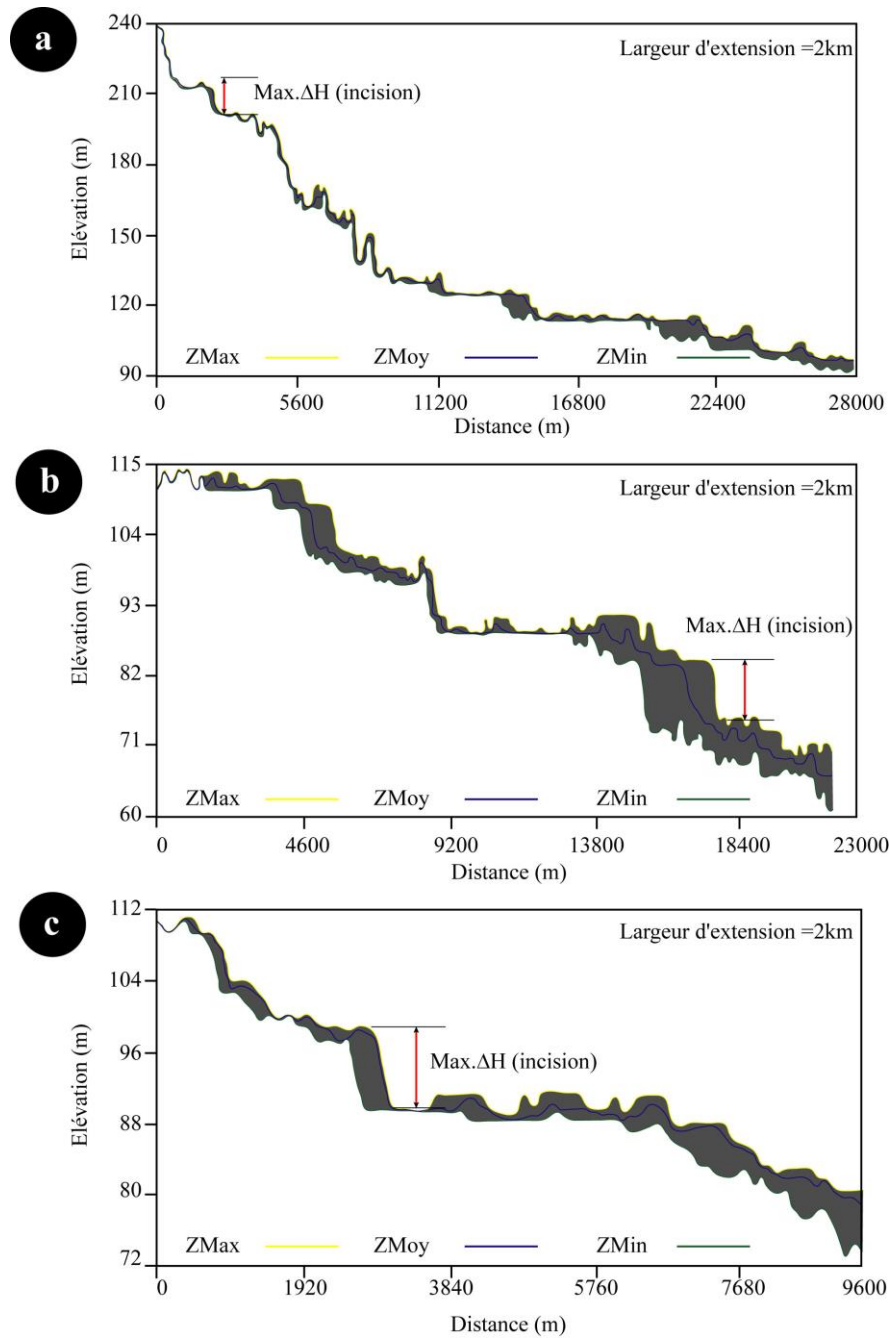 a
240
Largeur d'extension =2km
210
Max.ΔH (incision)
180
150
120
90
Elévation (m)
ZMax ZMoy ZMin
0 5600 11200 16800 22400 28000
Distance (m)
b
115
Largeur d'extension =2km
104
93
Max.ΔH (incision)
82
71
60
Elévation (m)
ZMax ZMoy ZMin
0 4600 9200 13800 18400 23000
Distance (m)
c
112
Largeur d'extension =2km
104
96
Max.ΔH (incision)
88
80
72
Elévation (m)
ZMax ZMoy ZMin
0 1920 3840 5760 7680 9600
Distance (m)